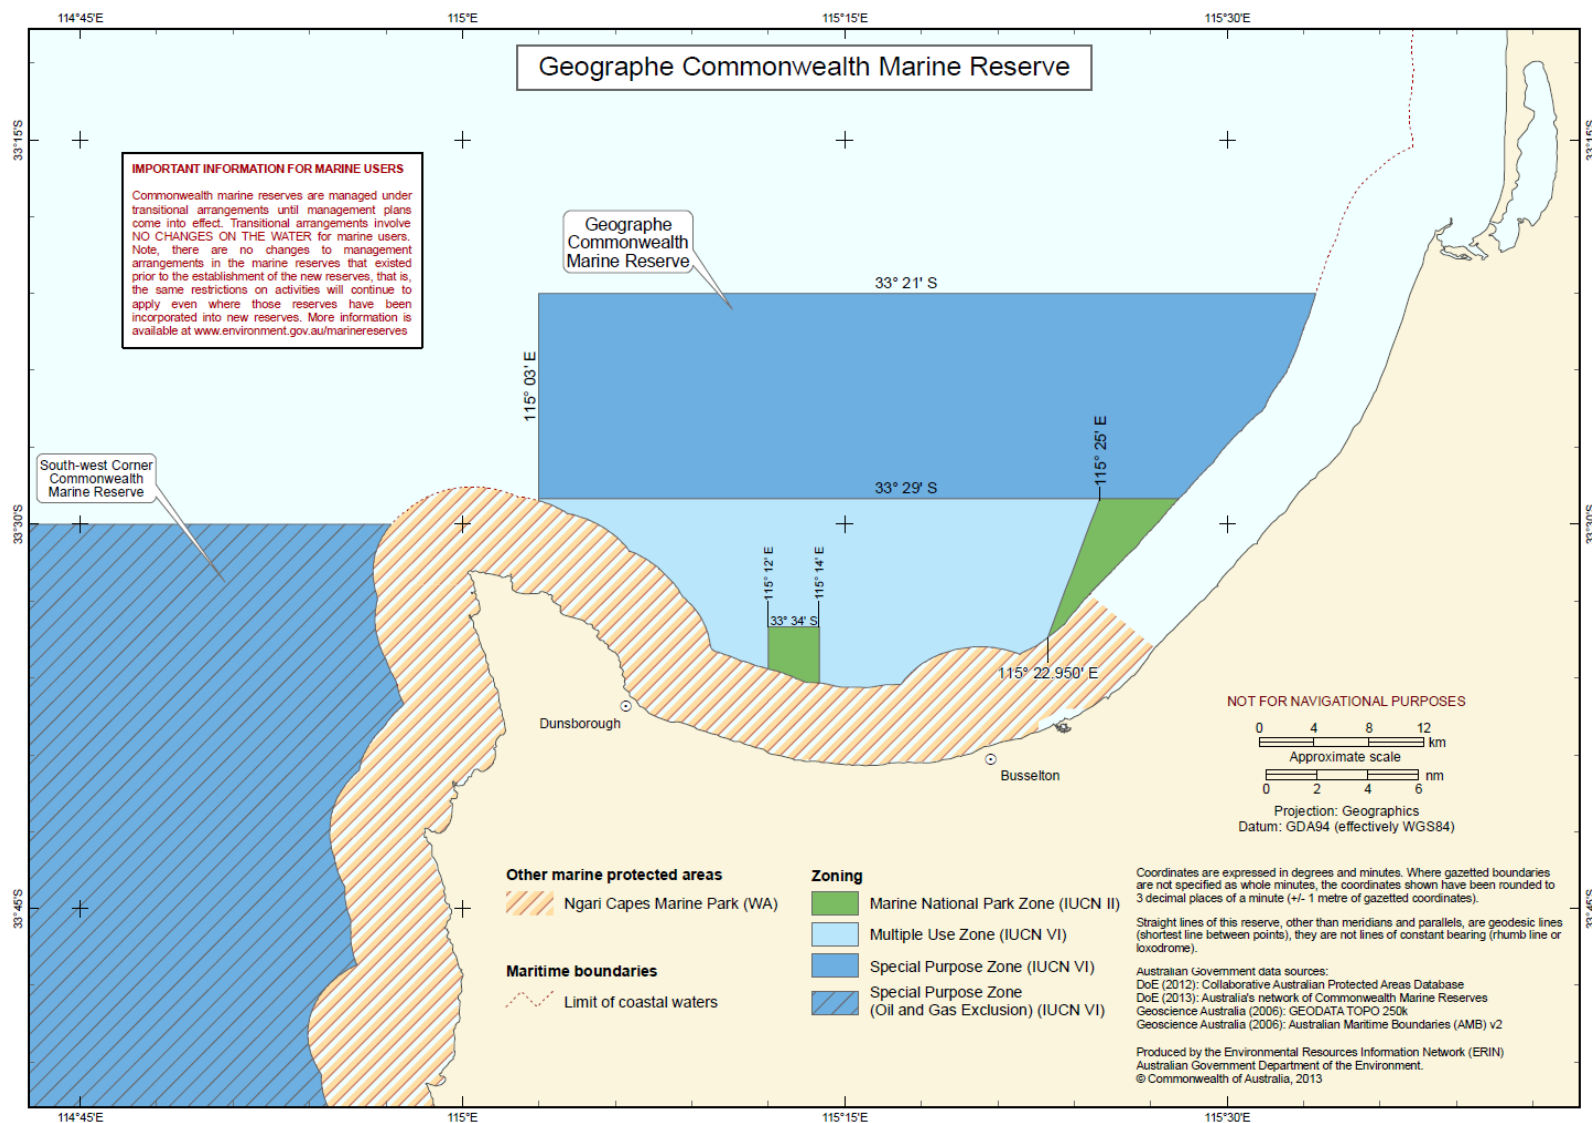 114°45'E
115°E
115°15'E
115°30'E
Geographe Commonwealth Marine Reserve
33°15'S
33°15'S
IMPORTANT INFORMATION FOR MARINE USERS
Commonwealth marine reserves are managed under
transitional arrangements until management plans
come into effect. Transitional arrangements involve
NO CHANGES ON THE WATER for marine users.
Note, there are no changes to management
arrangements in the marine reserves that existed
prior to the establishment of the new reserves, that is,
the same restrictions on activities will continue to
apply even where those reserves have been
incorporated into new reserves. More information is
available at www.environment.gov.au/marinereserves
Geographe
Commonwealth
Marine Reserve
33° 21' S
115° 03' E
115° 25' E
South-west Corner
Commonwealth
Marine Reserve
33° 29' S
33°30'S
33°30'S
115° 12' E
115° 14' E
33° 34' S
115° 22.950' E
Dunsborough
Busselton
NOT FOR NAVIGATIONAL PURPOSES
0 4 8 12
km
Approximate scale
nm
0 2 4 6
Projection: Geographics
Datum: GDA94 (effectively WGS84)
Other marine protected areas
Ngari Capes Marine Park (WA)
Maritime boundaries
Limit of coastal waters
Zoning
Marine National Park Zone (IUCN II)
Multiple Use Zone (IUCN VI)
Special Purpose Zone (IUCN VI)
Special Purpose Zone
(Oil and Gas Exclusion) (IUCN VI)
Coordinates are expressed in degrees and minutes. Where gazetted boundaries
are not specified as whole minutes, the coordinates shown have been rounded to
3 decimal places of a minute (+/- 1 metre of gazetted coordinates).
Straight lines of this reserve, other than meridians and parallels, are geodesic lines
(shortest line between points), they are not lines of constant bearing (rhumb line or
loxodrome).
Australian Government data sources:
DoE (2012): Collaborative Australian Protected Areas Database
DoE (2013): Australia's network of Commonwealth Marine Reserves
Geoscience Australia (2006): GEODATA TOPO 250k
Geoscience Australia (2006): Australian Maritime Boundaries (AMB) v2
Produced by the Environmental Resources Information Network (ERIN)
Australian Government Department of the Environment.
© Commonwealth of Australia, 2013
33°45'S
33°45'S
114°45'E
115°E
115°15'E
115°30'E